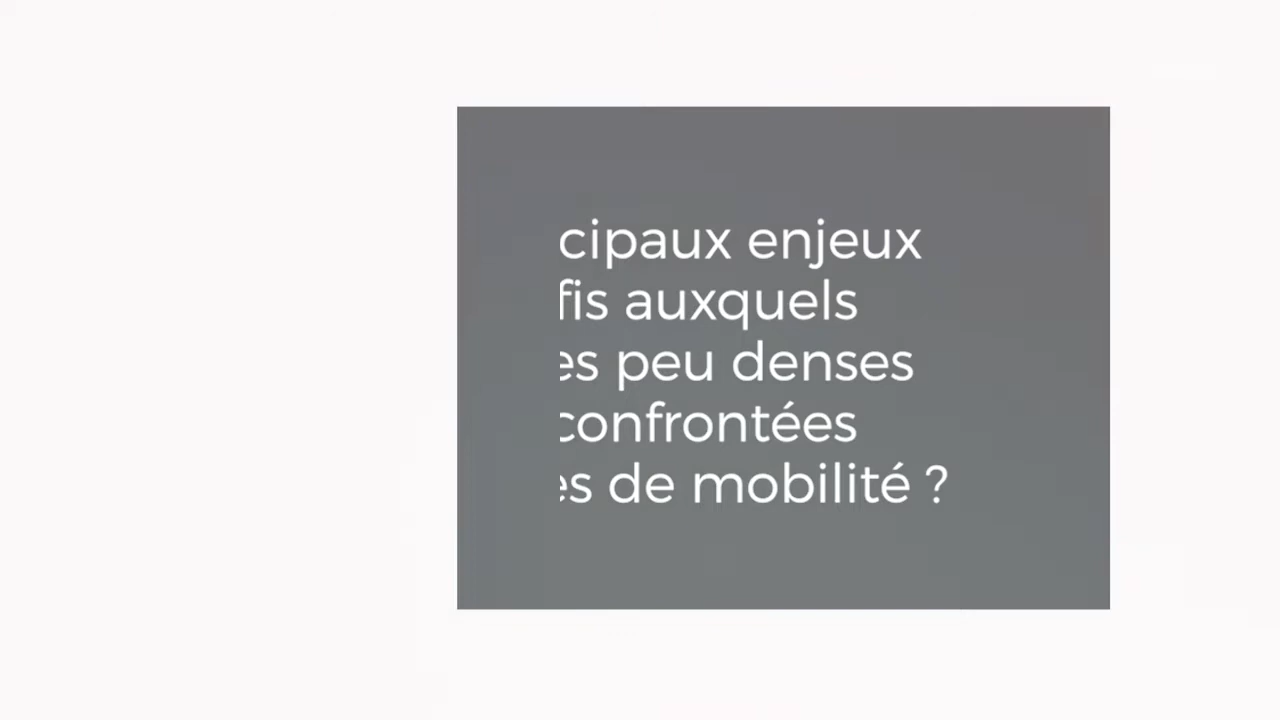 cipaux enjeux
fis auxquels
es peu denses
confrontées
es de mobilité ?